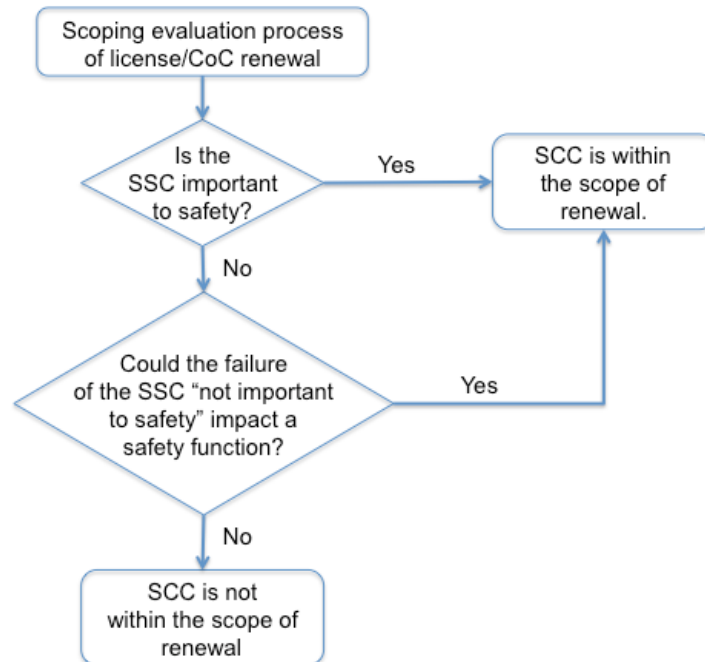 Scoping evaluation process
of license/CoC renewal
Is the
SSC important
to safety?
Yes
SCC is within
the scope of
renewal.
No
Could the failure
of the SSC “not important
to safety” impact a
safety function?
Yes
No
SCC is not
within the scope of
renewal